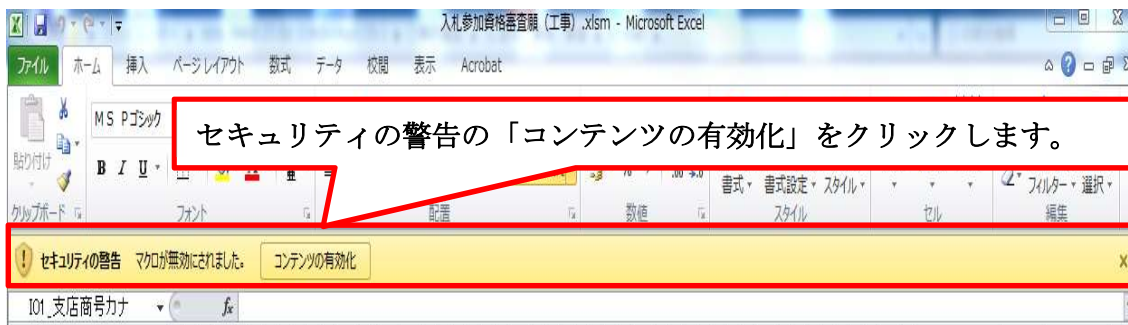 入札参加資格審査願（工事）.xlsm - Microsoft Excel
ファイル ホーム 挿入 ページ レイアウト 数式 データ 校閲 表示 Acrobat
MS Pゴシック
セキュリティの警告の「コンテンツの有効化」をクリックします。
貼り付け
B I U
書式 書式設定 スタイル フィルター 選択
クリップボード フォント 配置 数値 スタイル セル 編集
セキュリティの警告 マクロが無効にされました。 コンテンツの有効化
I01_支店商号カナ fx